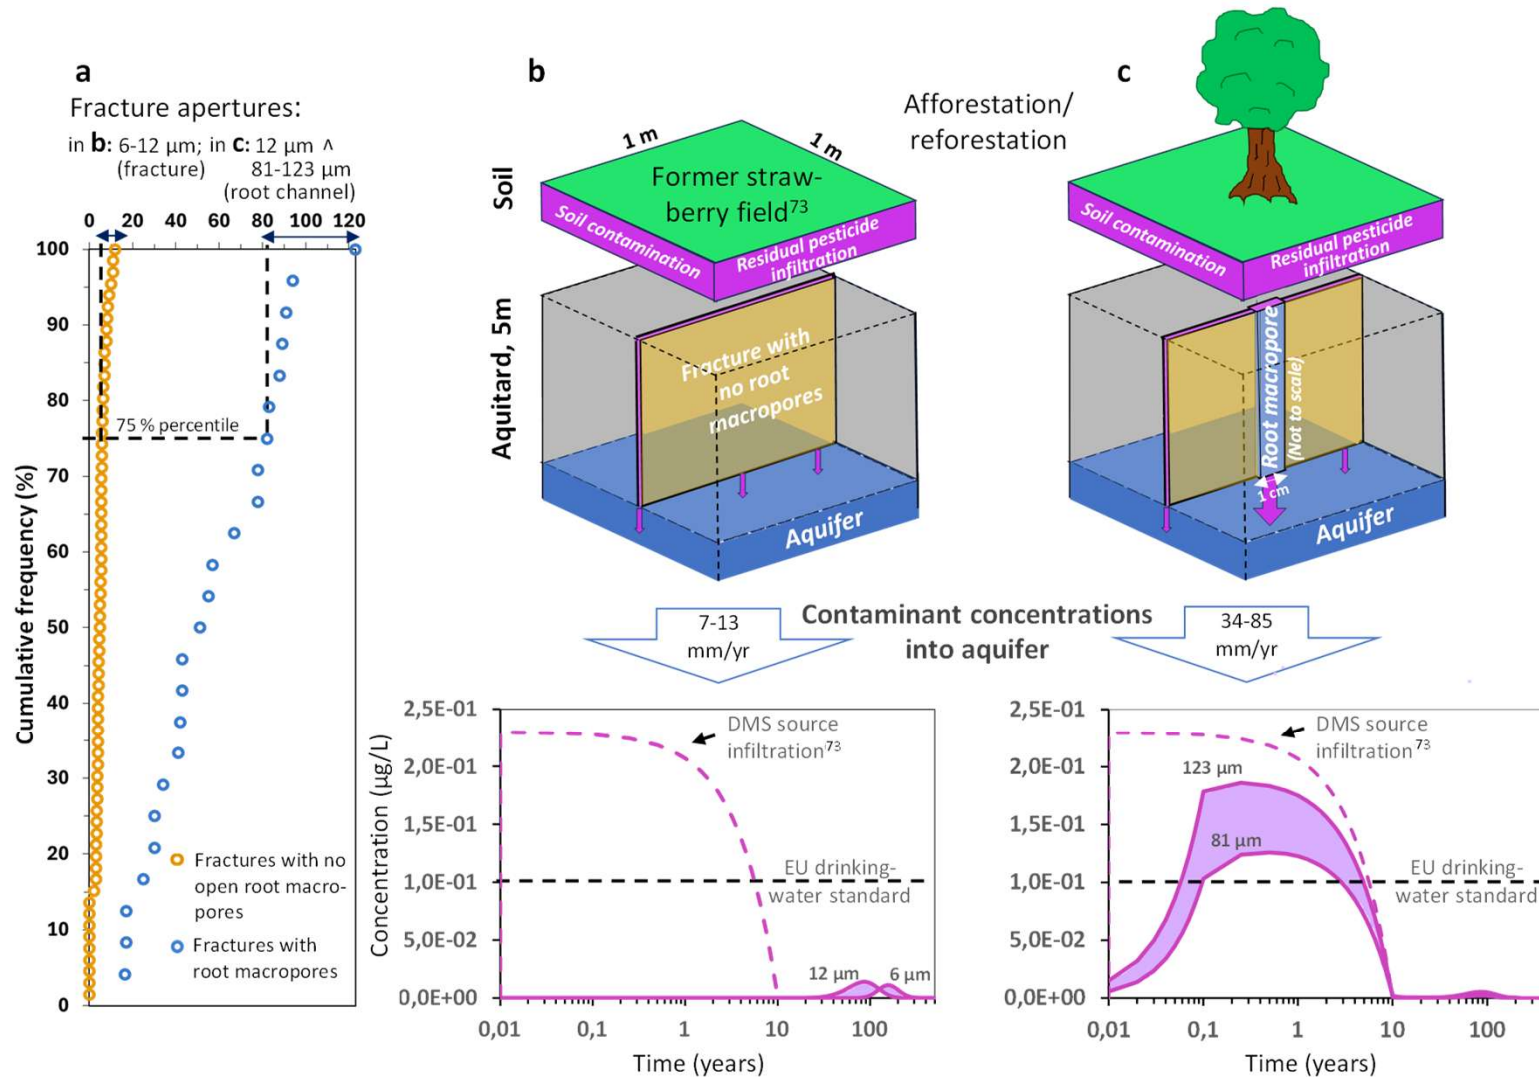 a
Fracture apertures:
in b: 6-12 µm; in c: 12 µm ^
(fracture)
81-123 µm
(root channel)
0 20 40 60 80 100 120
100
90
80
70
60
50
40
30
20
10
0
Cumulative frequency (%)
75 % percentile
Fractures with no
open root macro-
pores
Fractures with
root macropores
b
Soil
1 m
1 m
Former straw-
berry field73
Soil contamination
Residual pesticide
infiltration
Aquitard, 5m
Fracture with
no root
macropores
Aquifer
Afforestation/
reforestation
c
Soil contamination
Residual pesticide
infiltration
Root macropore
(Not to scale)
1 cm
Aquifer
7-13
mm/yr
Contaminant concentrations
into aquifer
34-85
mm/yr
Concentration (µg/L)
2,5E-01
2,0E-01
1,5E-01
1,0E-01
5,0E-02
0,0E+00
DMS source
infiltration73
EU drinking-
water standard
12 µm
6 µm
0,01 0,1 1 10 100
Time (years)
2,5E-01
2,0E-01
1,5E-01
1,0E-01
5,0E-02
0,0E+00
DMS source
infiltration73
123 µm
81 µm
EU drinking-
water standard
0,01 0,1 1 10 100
Time (years)